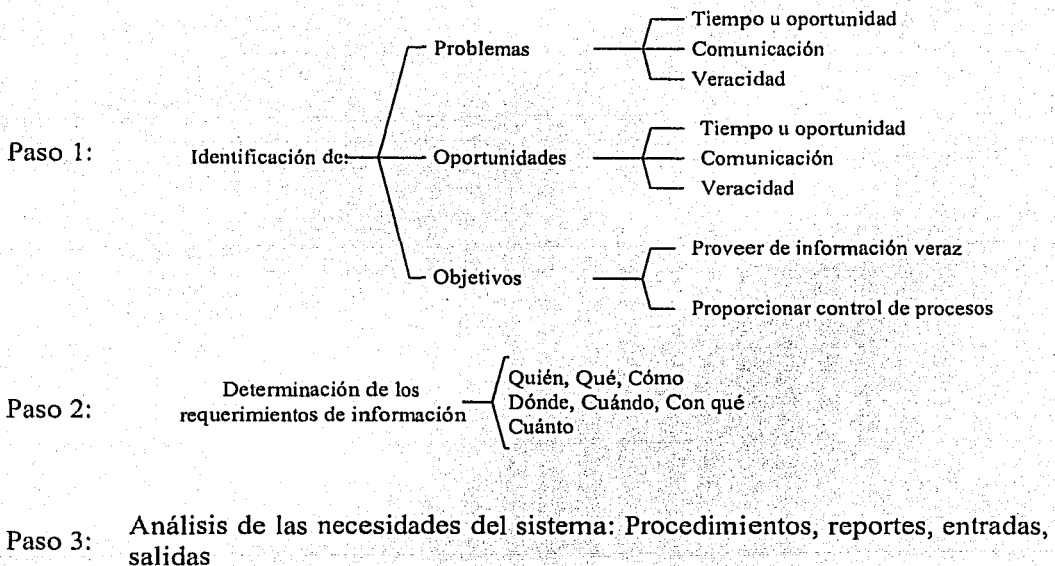 Paso 1:
Identificación de:
Problemas
Tiempo u oportunidad
Comunicación
Veracidad
Oportunidades
Tiempo u oportunidad
Comunicación
Veracidad
Objetivos
Proveer de información veraz
Proporcionar control de procesos
Paso 2:
Determinación de los
requerimientos de información
Quién, Qué, Cómo
Dónde, Cuándo, Con qué
Cuánto
Paso 3:
Análisis de las necesidades del sistema: Procedimientos, reportes, entradas,
salidas